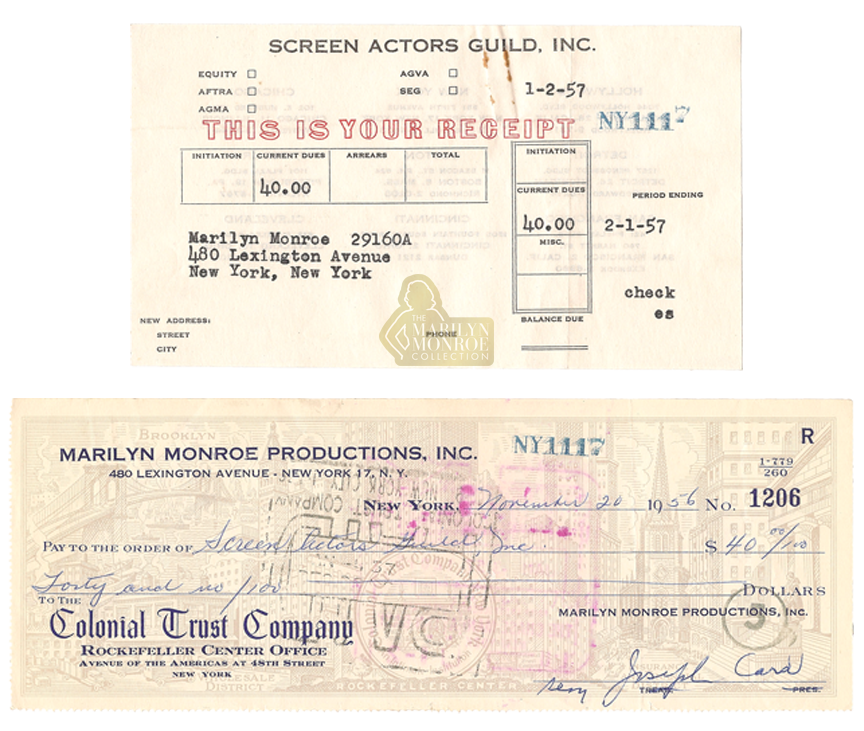 SCREEN ACTORS GUILD, INC.
EQUITY ☐ AGVA ☐
AFTRA ☐ SEG ☐ 1-2-57
AGMA ☐
THIS IS YOUR RECEIPT NY1117
INITIATION CURRENT DUES ARREARS TOTAL INITIATION
40.00
CURRENT DUES PERIOD ENDING
40.00 2-1-57
Marilyn Monroe 29160A MISC.
480 Lexington Avenue
New York, New York
check
es
NEW ADDRESS: BALANCE DUE
STREET PHONE
CITY
THE
MARILYN
MONROE
COLLECTION
BROOKLYN NY1117 R
MARILYN MONROE PRODUCTIONS, INC. 1-779
480 LEXINGTON AVENUE - NEW YORK 17, N. Y. 260
NEW YORK, November 20 1956 No. 1206
PAY TO THE ORDER OF Screen Actors Guild, Inc. $ 40 00/100
Forty and no/100 DOLLARS
TO THE MARILYN MONROE PRODUCTIONS, INC.
Colonial Trust Company
ROCKEFELLER CENTER OFFICE
AVENUE OF THE AMERICAS AT 48TH STREET
NEW YORK
DISTRICT ROCKEFELLER CENTER
Joseph Card
TREAS. PRES.